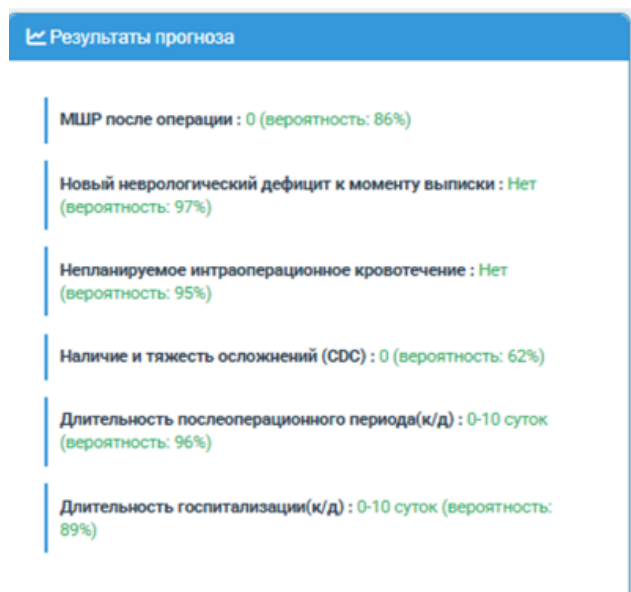 Результаты прогноза
МШР после операции : 0 (вероятность: 86%)
Новый неврологический дефицит к моменту выписки : Нет
(вероятность: 97%)
Непланируемое интраоперационное кровотечение : Нет
(вероятность: 95%)
Наличие и тяжесть осложнений (CDC) : 0 (вероятность: 62%)
Длительность послеоперационного периода(к/д) : 0-10 суток
(вероятность: 96%)
Длительность госпитализации(к/д) : 0-10 суток (вероятность:
89%)